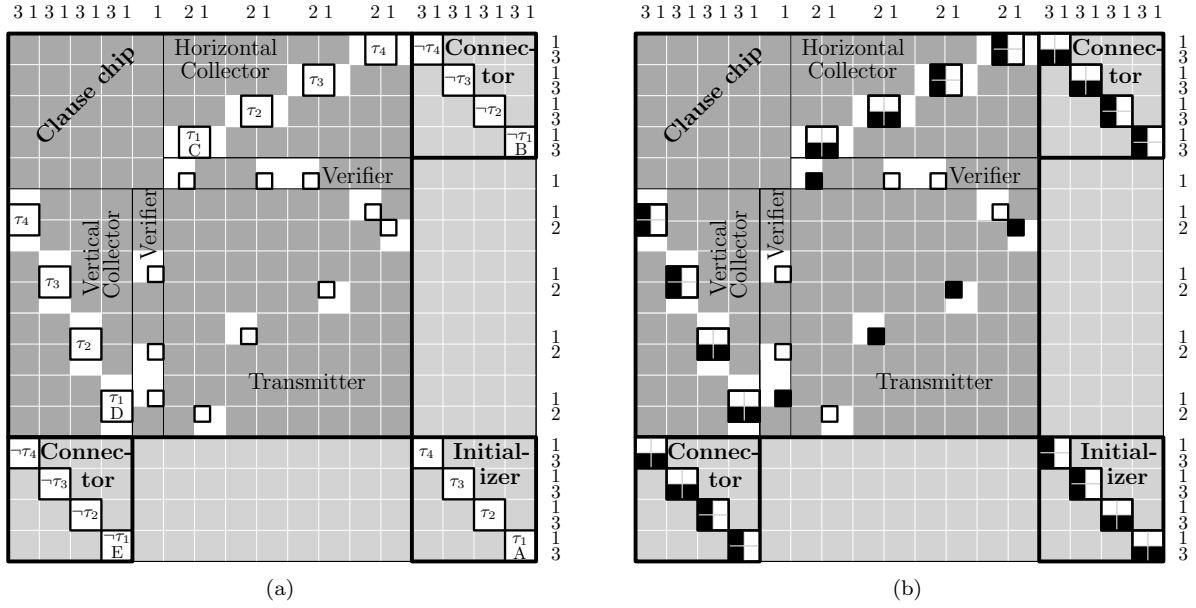 3 1 3 1 3 1 3 1 1 2 1 2 1 2 1 2 1 3 1 3 1 3 1 3 1
Clause chip
Horizontal
Collector
τ4
τ3
τ2
τ1
C
¬τ4
¬τ3
¬τ2
¬τ1
B
Connec-
tor
1
3
1
3
1
3
1
3
Verifier
1
τ4
τ3
τ2
τ1
D
Vertical
Collector
Verifier
Transmitter
1
2
1
2
1
2
1
2
¬τ4
¬τ3
¬τ2
¬τ1
E
Connec-
tor
τ4
τ3
τ2
τ1
A
Initial-
izer
1
3
1
3
1
3
1
3
(a)
3 1 3 1 3 1 3 1 1 2 1 2 1 2 1 2 1 3 1 3 1 3 1 3 1
Clause chip
Horizontal
Collector
Connec-
tor
1
3
1
3
1
3
1
3
Verifier
1
Vertical
Collector
Verifier
Transmitter
1
2
1
2
1
2
1
2
Connec-
tor
Initial-
izer
1
3
1
3
1
3
1
3
(b)